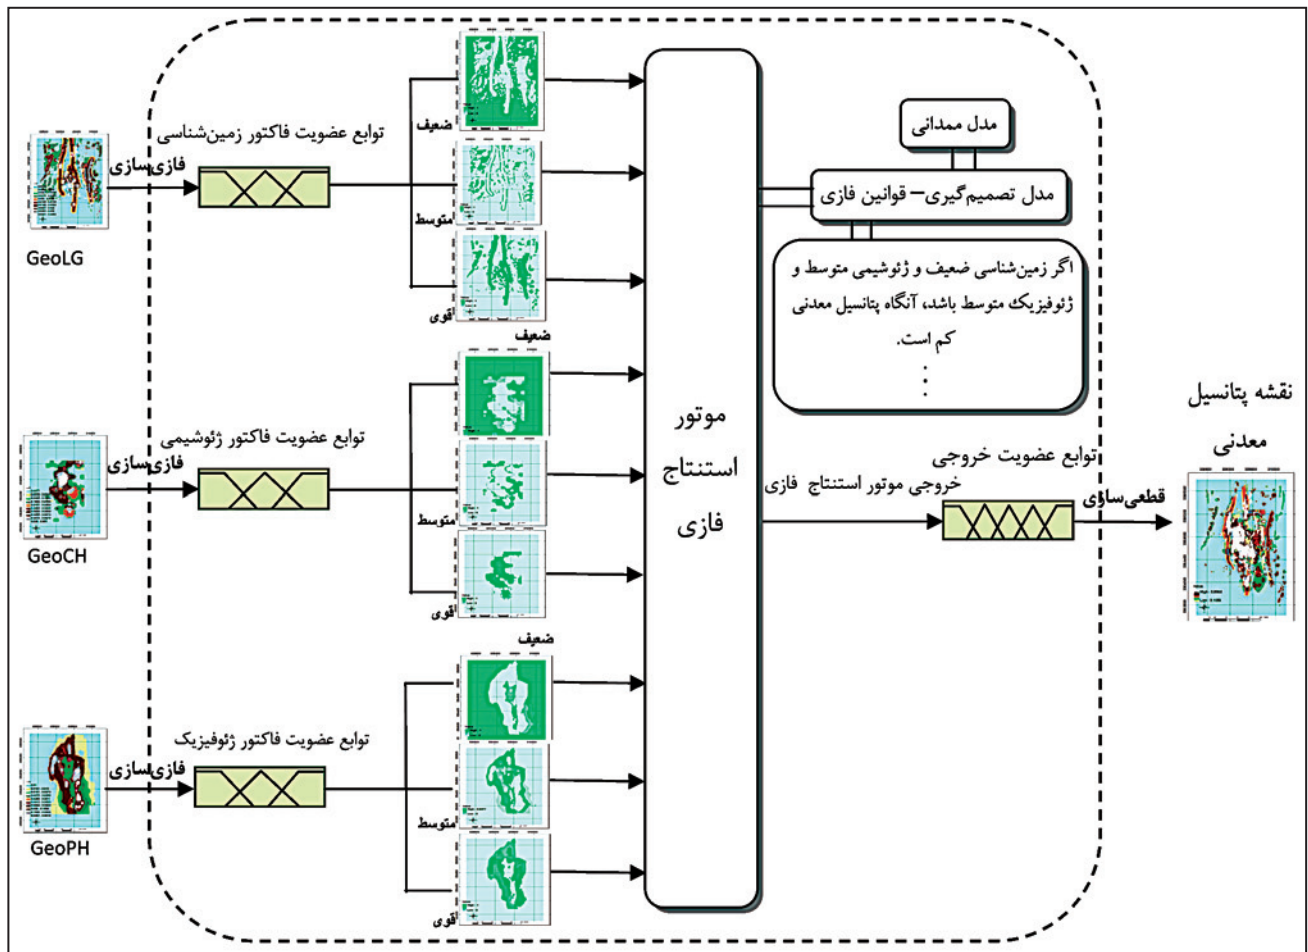 توابع عضویت فاکتور زمین‌شناسی
فازی‌سازی
GeoLG
ضعیف
متوسط
قوی
توابع عضویت فاکتور ژئوشیمی
فازی‌سازی
GeoCH
ضعیف
متوسط
قوی
توابع عضویت فاکتور ژئوفیزیک
فازی‌سازی
GeoPH
ضعیف
متوسط
قوی
موتور
استنتاج
فازی
مدل ممدانی
مدل تصمیم‌گیری– قوانین فازی
اگر زمین‌شناسی ضعیف و ژئوشیمی متوسط و
ژئوفیزیک متوسط باشد، آنگاه پتانسیل معدنی
کم است.
توابع عضویت خروجی
خروجی موتور استنتاج فازی
قطعی‌سازی
نقشه پتانسیل
معدنی